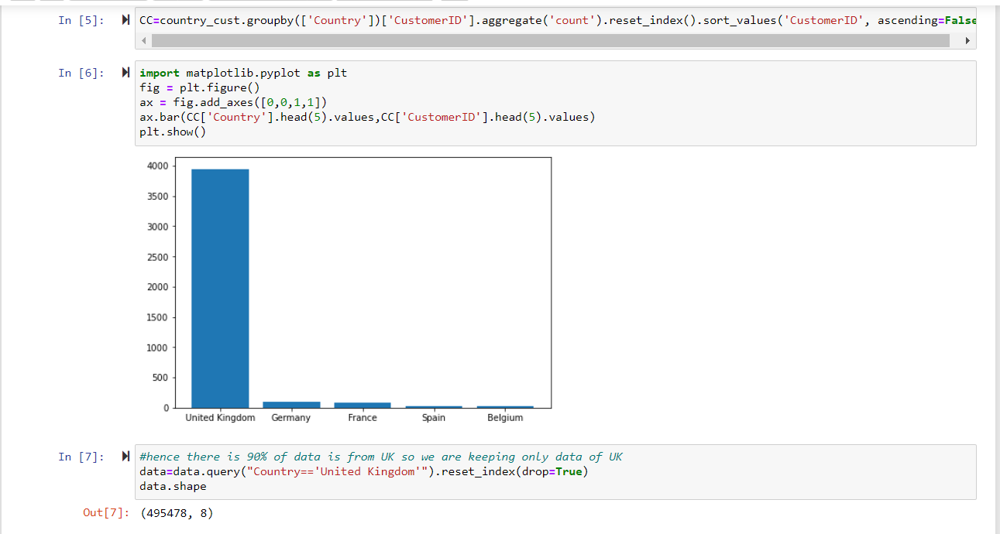 In [5]: CC=country_cust.groupby(['Country'])['CustomerID'].aggregate('count').reset_index().sort_values('CustomerID', ascending=False
In [6]: import matplotlib.pyplot as plt
fig = plt.figure()
ax = fig.add_axes([0,0,1,1])
ax.bar(CC['Country'].head(5).values,CC['CustomerID'].head(5).values)
plt.show()
4000
3500
3000
2500
2000
1500
1000
500
0
United Kingdom Germany France Spain Belgium
In [7]: #hence there is 90% of data is from UK so we are keeping only data of UK
data=data.query("Country=='United Kingdom'").reset_index(drop=True)
data.shape
Out[7]: (495478, 8)